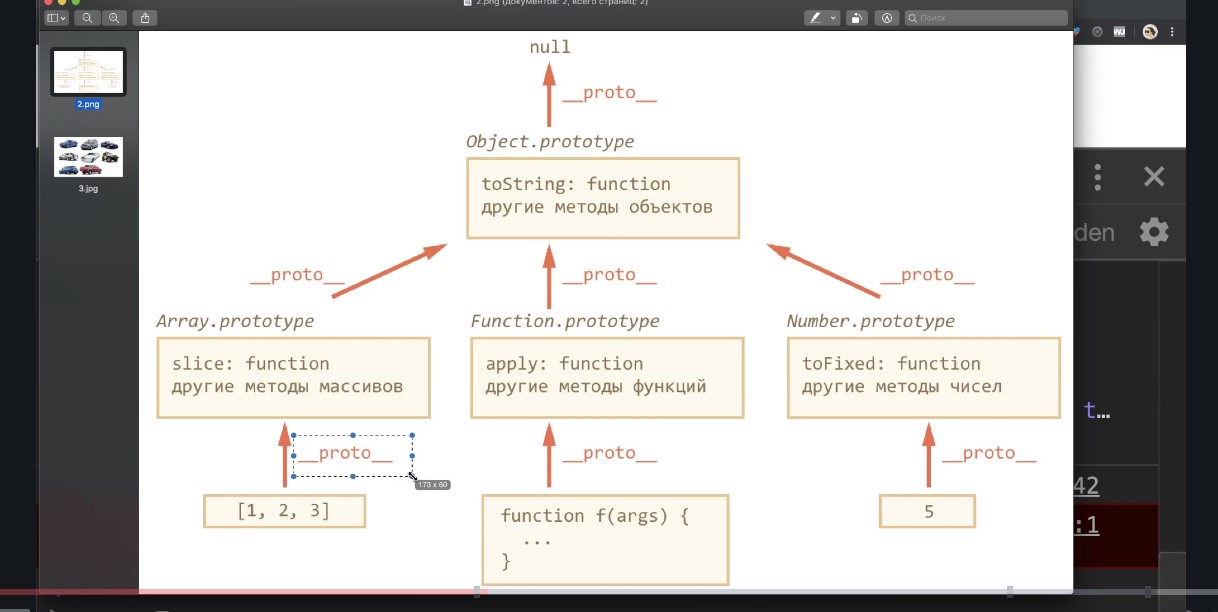 2.png (документов: 2, всего страниц: 2)
Поиск
2.png
3.jpg
null
__proto__
Object.prototype
toString: function
другие методы объектов
__proto__
__proto__
__proto__
Array.prototype
slice: function
другие методы массивов
Function.prototype
apply: function
другие методы функций
Number.prototype
toFixed: function
другие методы чисел
__proto__
173 x 60
__proto__
__proto__
[1, 2, 3]
function f(args) {
...
}
5
den
t…
42
:1